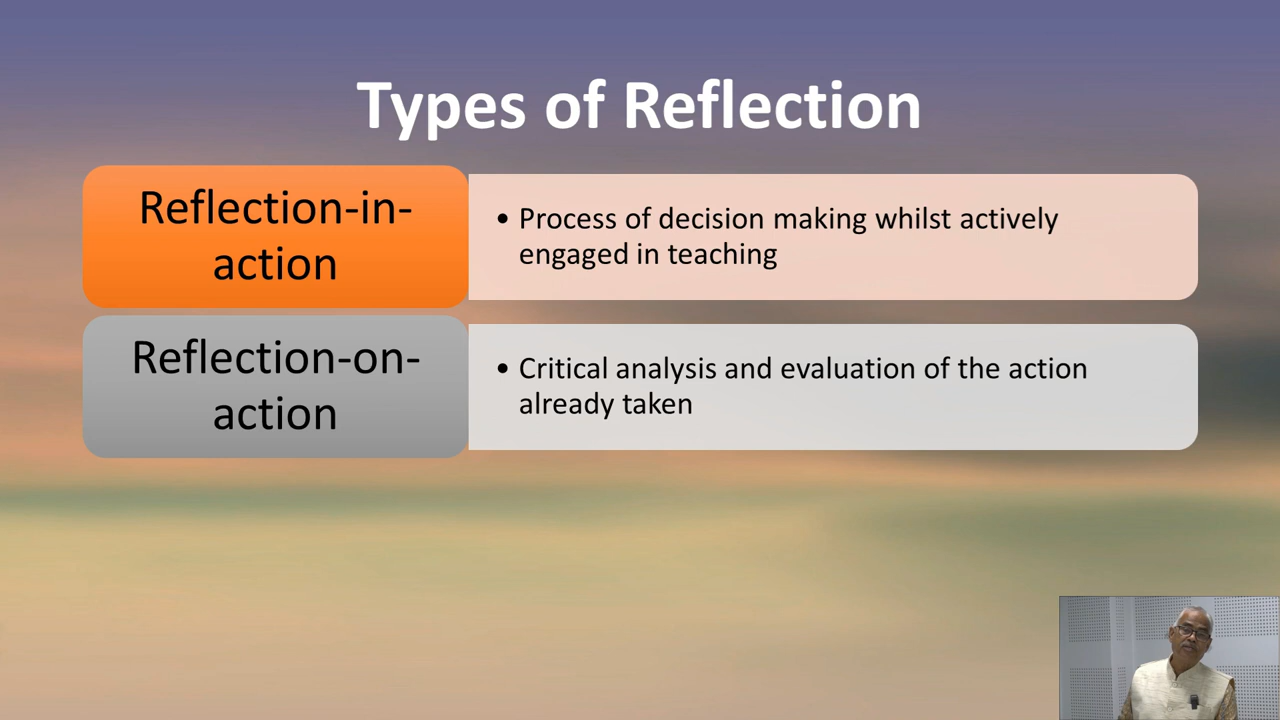 Types of Reflection
Reflection-in-
action
• Process of decision making whilst actively
engaged in teaching
Reflection-on-
action
• Critical analysis and evaluation of the action
already taken